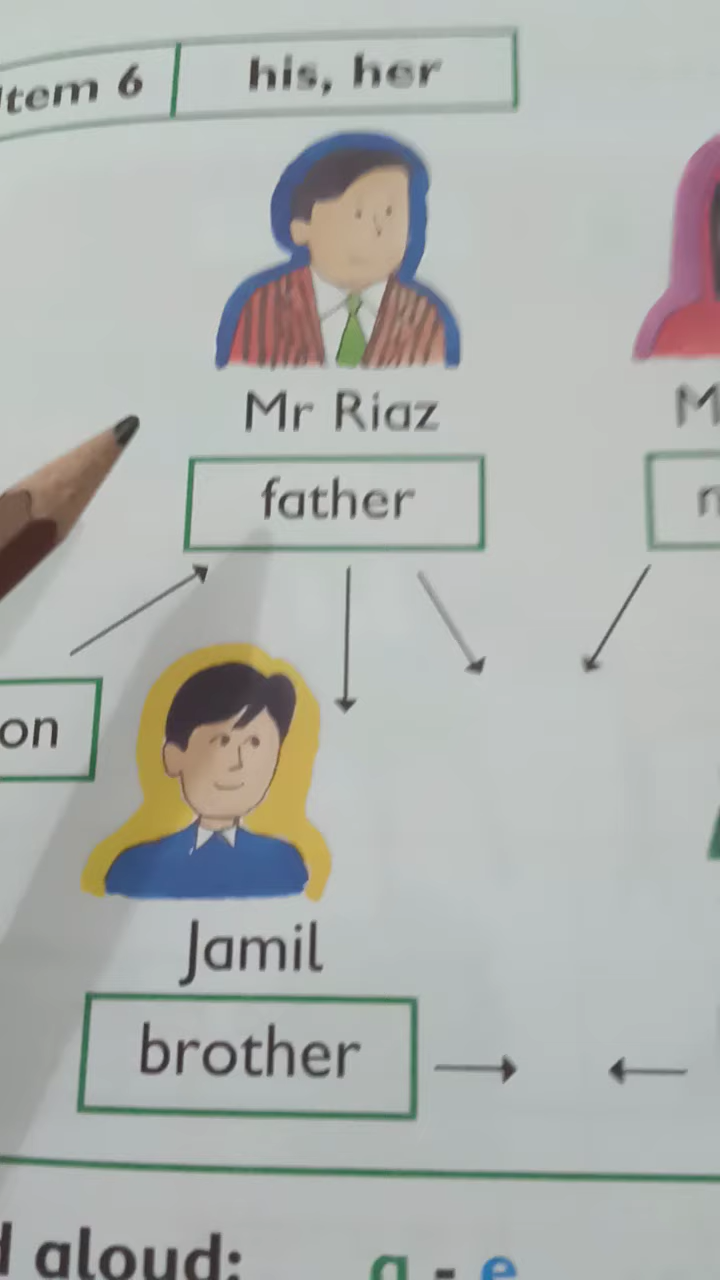 Item 6 his, her
Mr Riaz
father
on
Jamil
brother
aloud: a - e